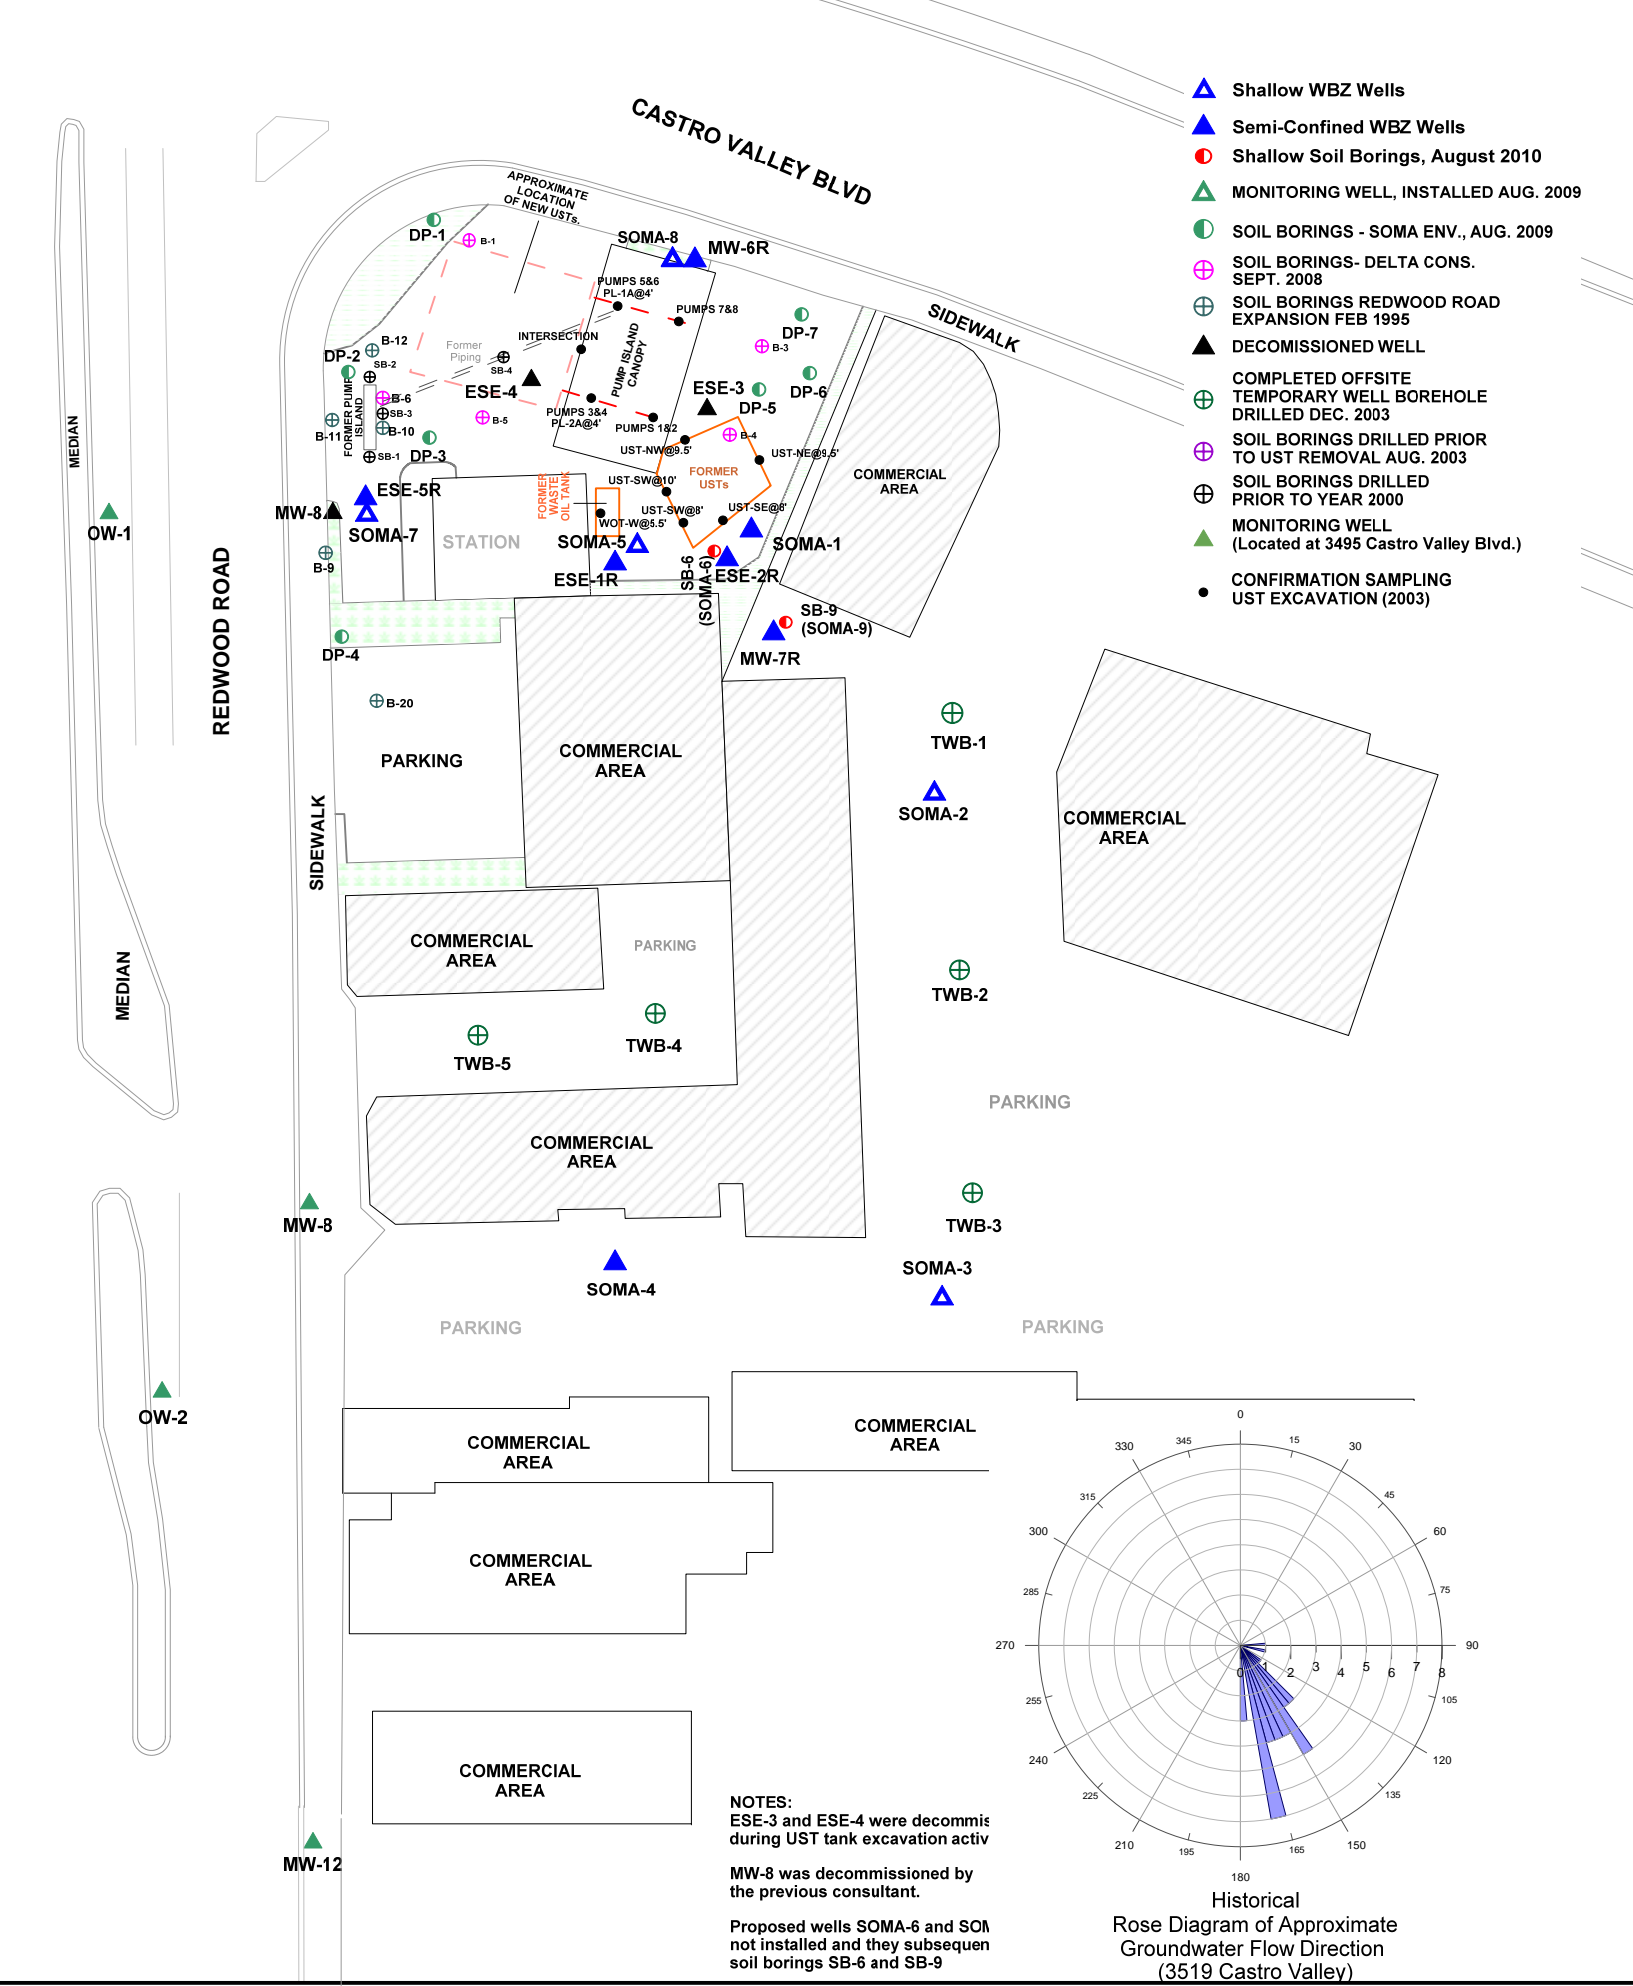 CASTRO VALLEY BLVD
Shallow WBZ Wells
Semi-Confined WBZ Wells
Shallow Soil Borings, August 2010
MONITORING WELL, INSTALLED AUG. 2009
SOIL BORINGS - SOMA ENV., AUG. 2009
SOIL BORINGS- DELTA CONS.
SEPT. 2008
SOIL BORINGS REDWOOD ROAD
EXPANSION FEB 1995
DECOMISSIONED WELL
COMPLETED OFFSITE
TEMPORARY WELL BOREHOLE
DRILLED DEC. 2003
SOIL BORINGS DRILLED PRIOR
TO UST REMOVAL AUG. 2003
SOIL BORINGS DRILLED
PRIOR TO YEAR 2000
MONITORING WELL
(Located at 3495 Castro Valley Blvd.)
CONFIRMATION SAMPLING
UST EXCAVATION (2003)
APPROXIMATE
LOCATION
OF NEW USTs.
DP-1
B-1
SOMA-8
MW-6R
PUMPS 5&6
PL-1A@4'
PUMPS 7&8
DP-7
B-3
SIDEWALK
INTERSECTION
PUMP ISLAND
CANOPY
Former
Piping
B-12
DP-2
SB-2
SB-4
ESE-4
ESE-3
DP-6
DP-5
B-6
SB-3
B-10
B-11
FORMER PUMP
ISLAND
SB-1
DP-3
B-5
PUMPS 3&4
PL-2A@4'
PUMPS 1&2
B-4
UST-NW@9.5'
UST-NE@9.5'
FORMER
USTs
COMMERCIAL
AREA
MEDIAN
OW-1
ESE-5R
MW-8
SOMA-7
STATION
FORMER
WASTE
OIL TANK
UST-SW@10'
UST-SW@8'
UST-SE@8'
WOT-W@5.5'
SOMA-5
SOMA-1
ESE-1R
ESE-2R
SB-6
(SOMA-6)
B-9
SB-9
(SOMA-9)
MW-7R
DP-4
REDWOOD ROAD
B-20
PARKING
COMMERCIAL
AREA
TWB-1
SOMA-2
COMMERCIAL
AREA
SIDEWALK
COMMERCIAL
AREA
PARKING
MEDIAN
TWB-2
TWB-5
TWB-4
PARKING
COMMERCIAL
AREA
MW-8
TWB-3
SOMA-3
SOMA-4
PARKING
PARKING
OW-2
COMMERCIAL
AREA
COMMERCIAL
AREA
COMMERCIAL
AREA
COMMERCIAL
AREA
MW-12
NOTES:
ESE-3 and ESE-4 were decommis
during UST tank excavation activ
MW-8 was decommissioned by
the previous consultant.
Proposed wells SOMA-6 and SOM
not installed and they subsequen
soil borings SB-6 and SB-9
0
15
30
45
60
75
90
105
120
135
150
165
180
195
210
225
240
255
270
285
300
315
330
345
0 1 2 3 4 5 6 7 8
Historical
Rose Diagram of Approximate
Groundwater Flow Direction
(3519 Castro Valley)